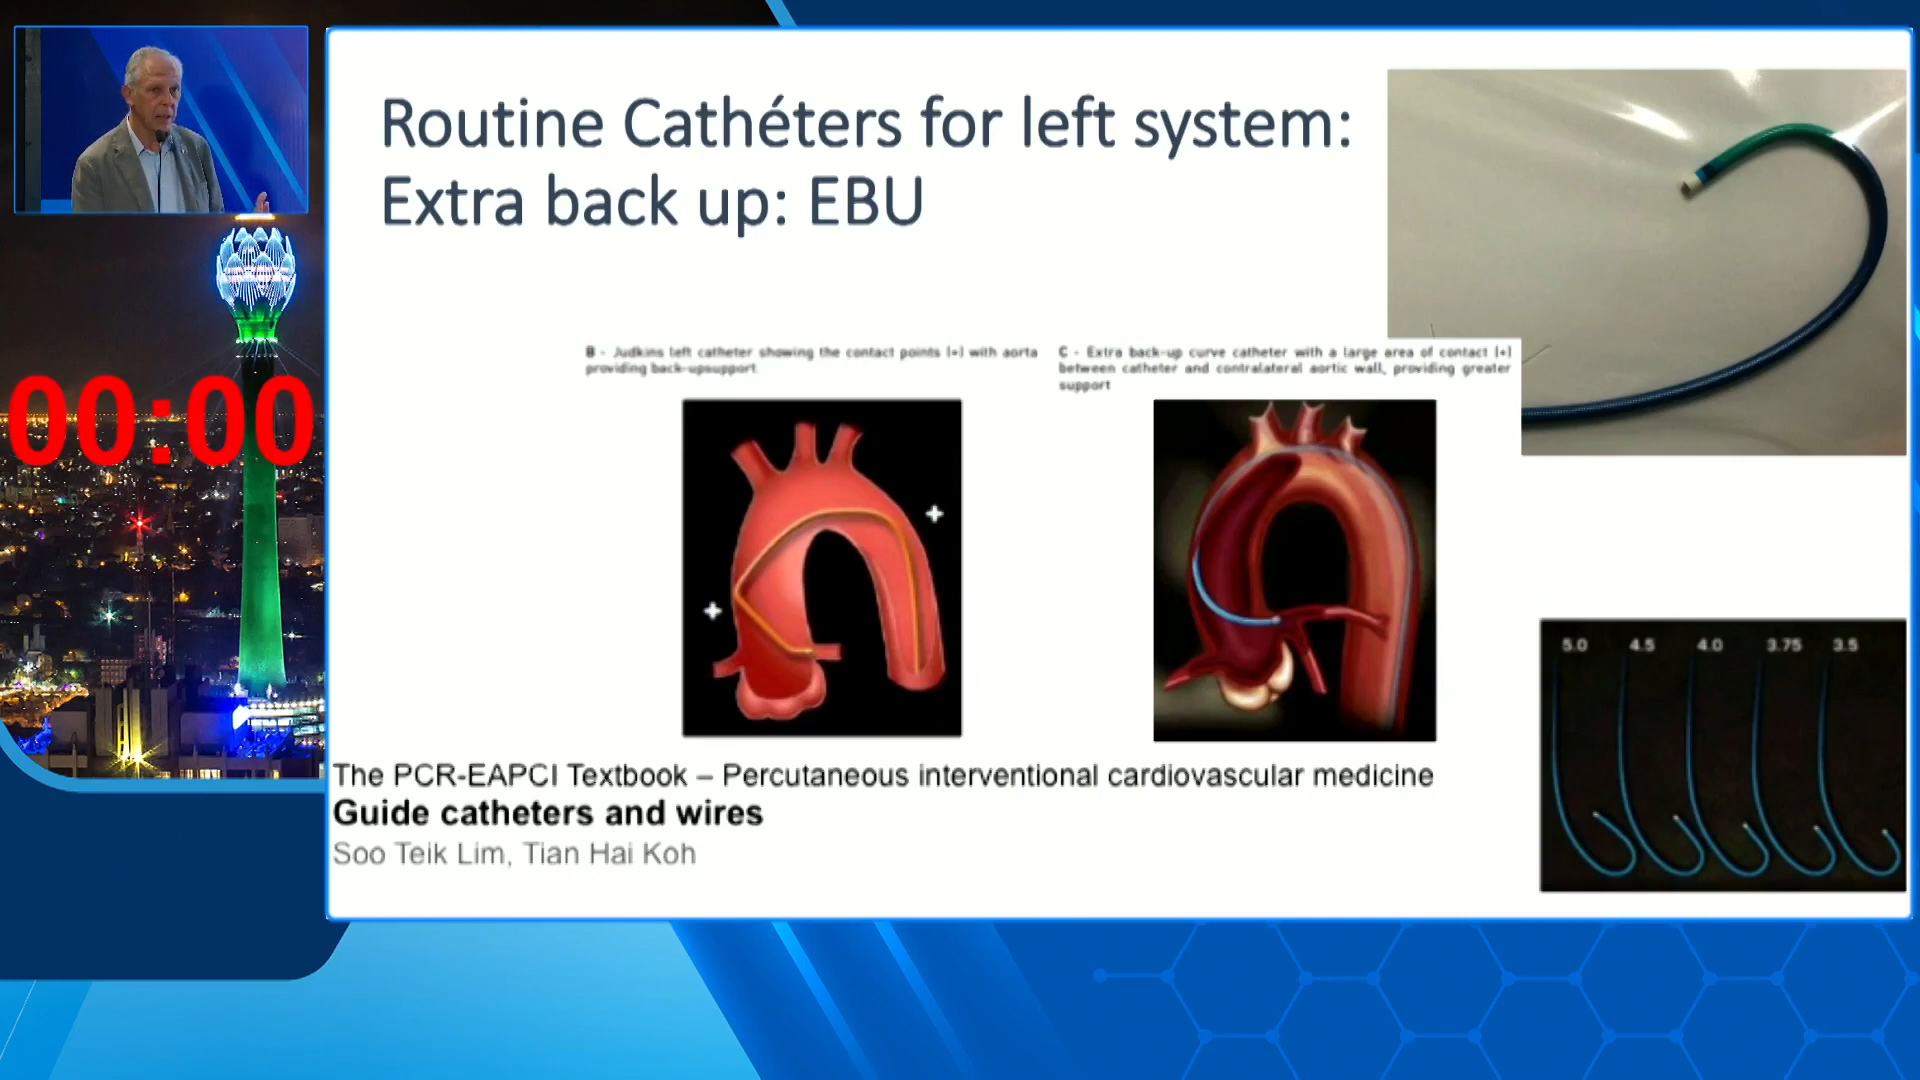 Routine Cathéters for left system:
Extra back up: EBU
00:00
B - Judkins left catheter showing the contact points (+) with aorta
providing back-upsupport
C - Extra back-up curve catheter with a large area of contact (+)
between catheter and contralateral aortic wall, providing greater
support
5.0 4.5 4.0 3.75 3.5
The PCR-EAPCI Textbook – Percutaneous interventional cardiovascular medicine
Guide catheters and wires
Soo Teik Lim, Tian Hai Koh